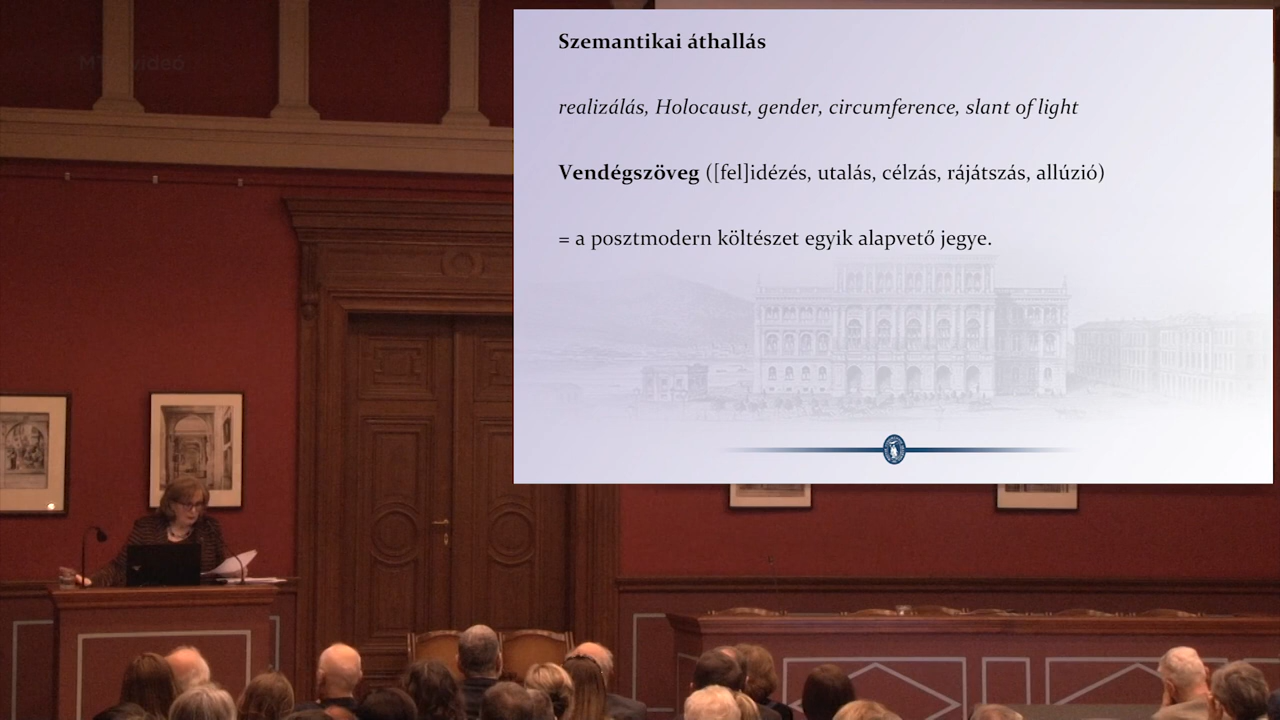 Szemantikai áthallás
realizálás, Holocaust, gender, circumference, slant of light
Vendégszöveg ([fel]idézés, utalás, célzás, rájátszás, allúzió)
= a posztmodern költészet egyik alapvető jegye.